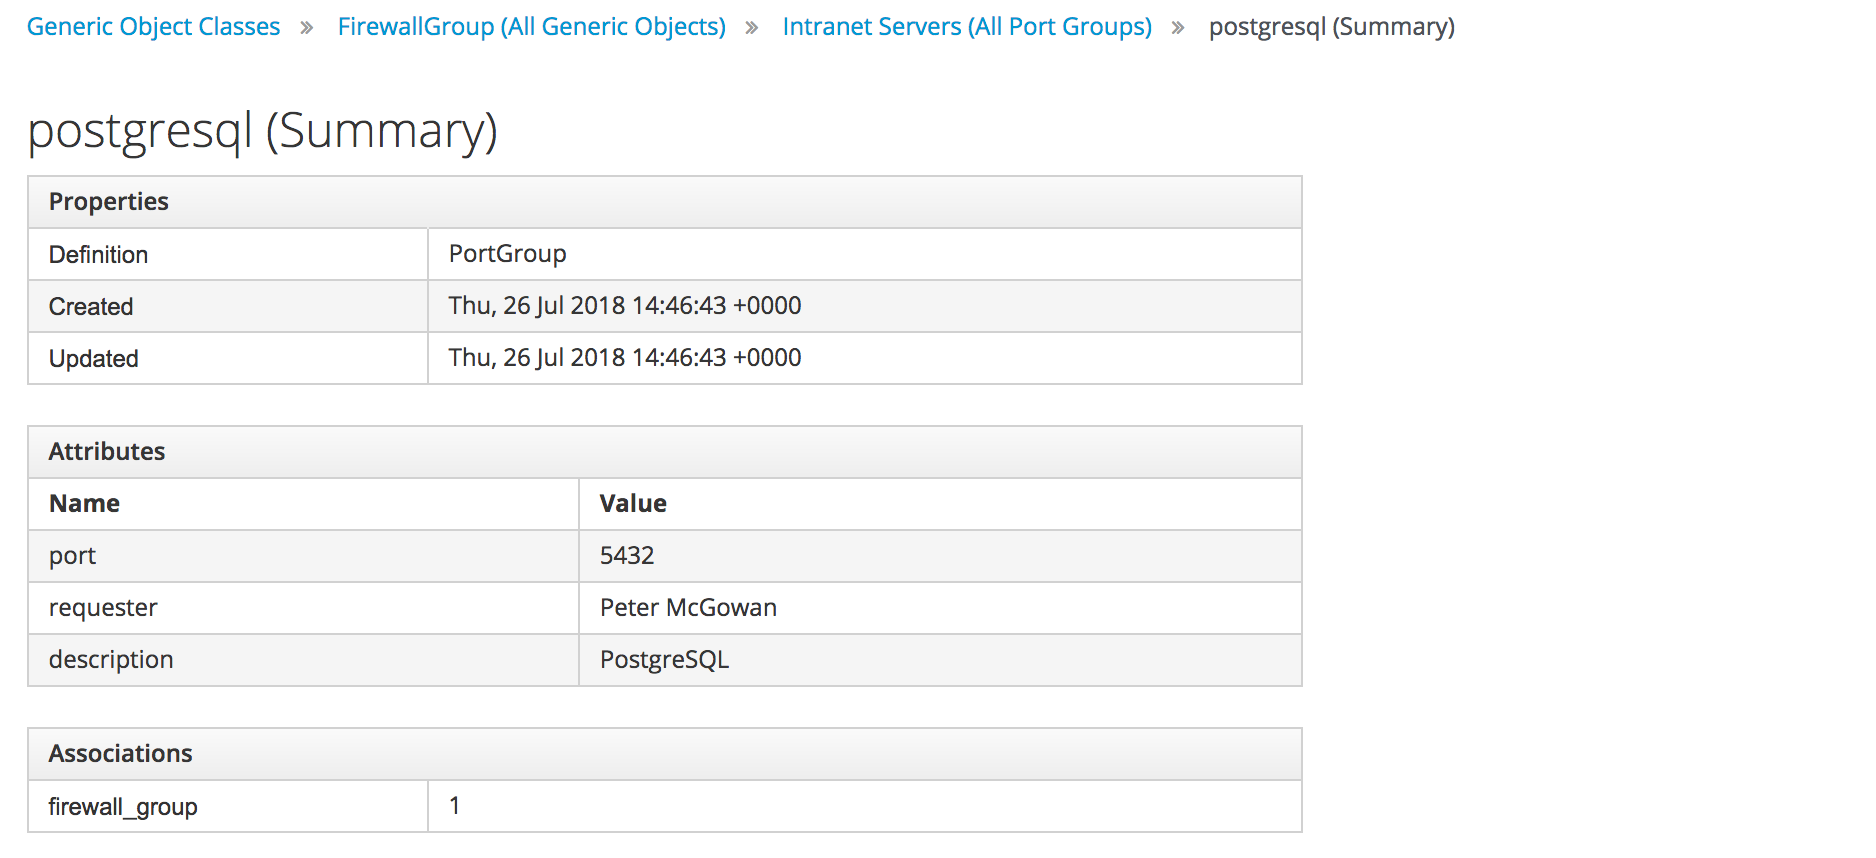 Generic Object Classes » FirewallGroup (All Generic Objects) » Intranet Servers (All Port Groups) » postgresql (Summary)
postgresql (Summary)
Properties
Definition PortGroup
Created Thu, 26 Jul 2018 14:46:43 +0000
Updated Thu, 26 Jul 2018 14:46:43 +0000
Attributes
Name Value
port 5432
requester Peter McGowan
description PostgreSQL
Associations
firewall_group 1